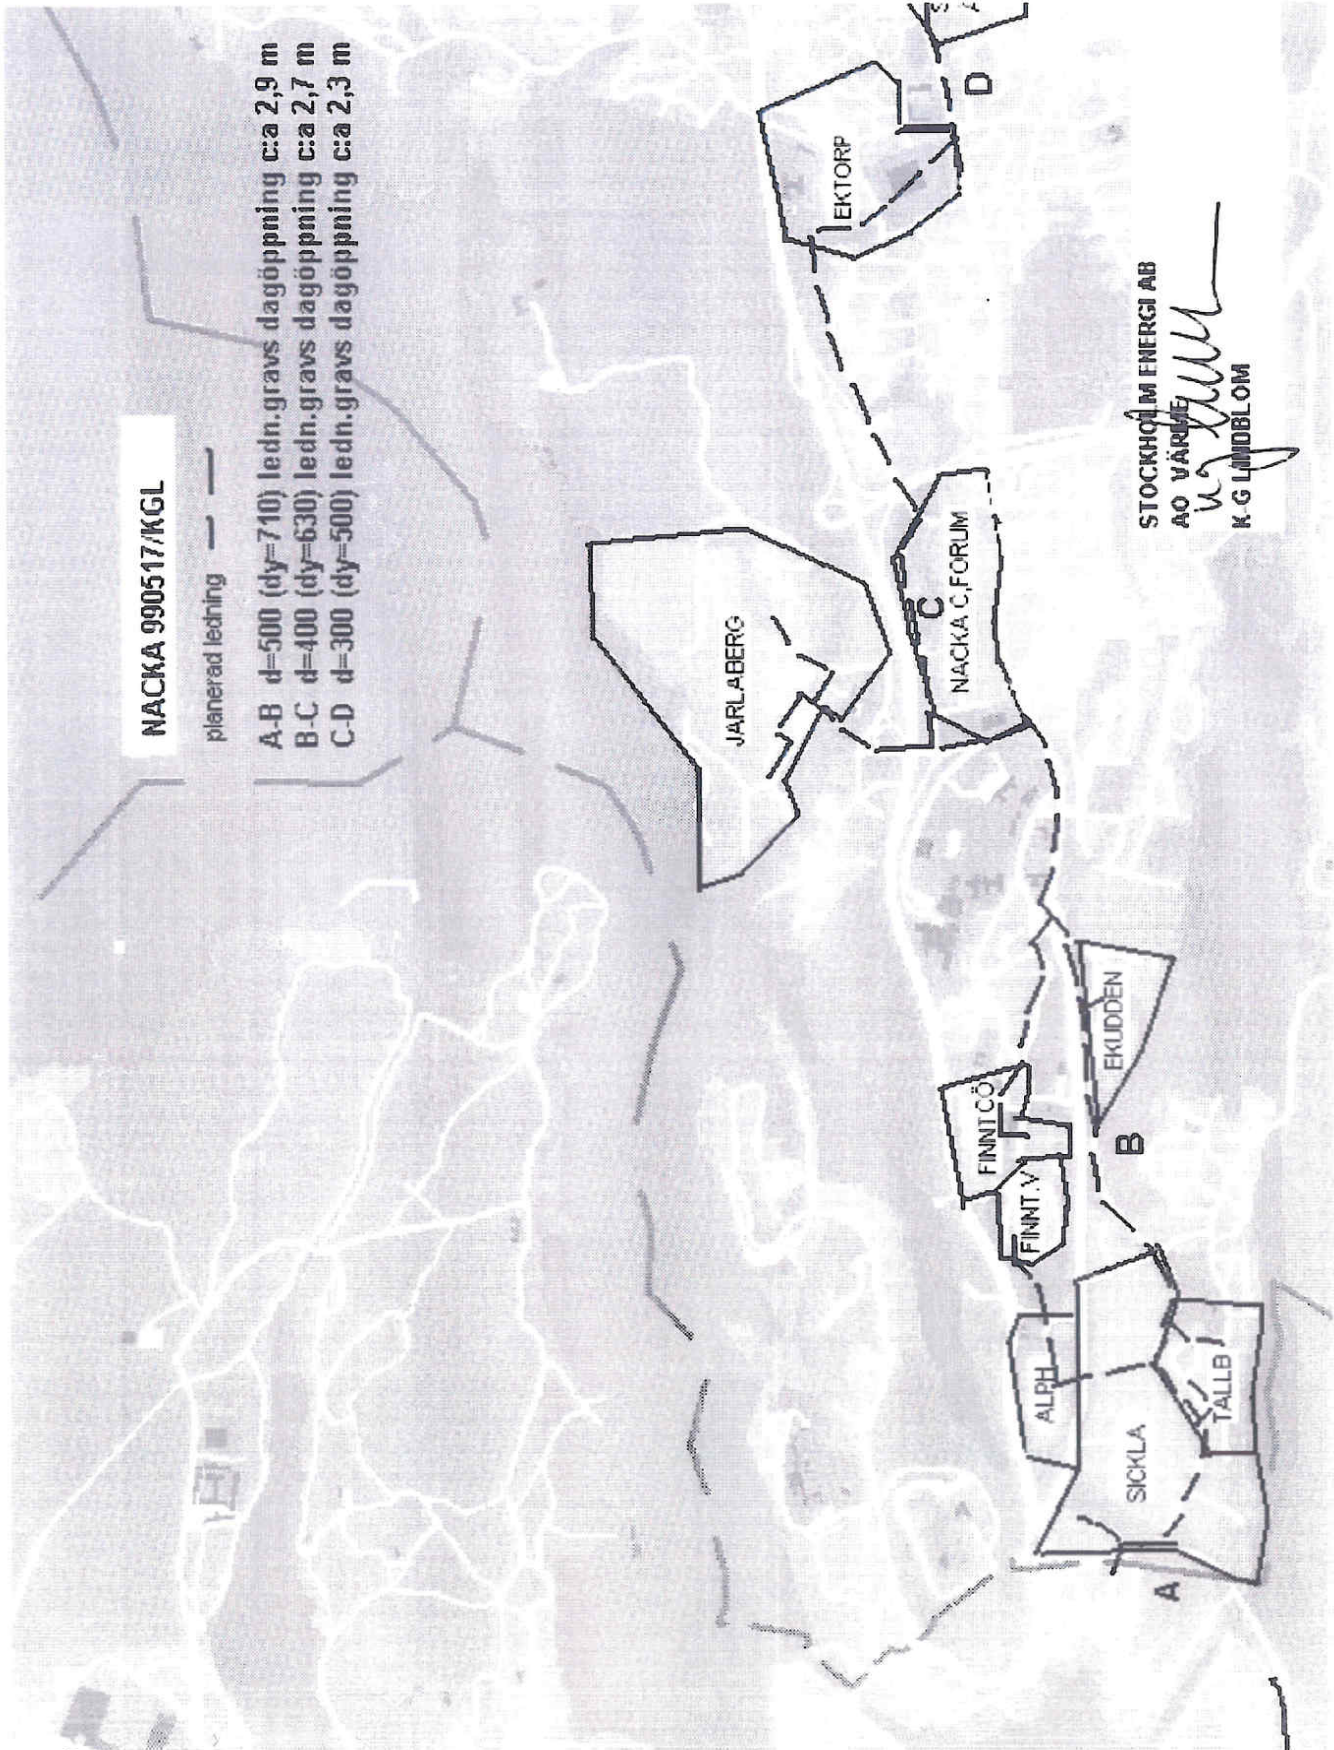 NACKA 990517/KGL
planerad ledning
A-B d=500 (dy=710) ledn.gravs dagöppning c:a 2,9 m
B-C d=400 (dy=630) ledn.gravs dagöppning c:a 2,7 m
C-D d=300 (dy=500) ledn.gravs dagöppning c:a 2,3 m
JARLABERG
EKTORP
D
C
NACKA C,FORUM
FINNT.CÖ
FINNT.V
EKUDDEN
B
ALPH
SICKLA
TALLB
A
STOCKHOLM ENERGI AB
AO VÄRME
K-G LINDBLOM